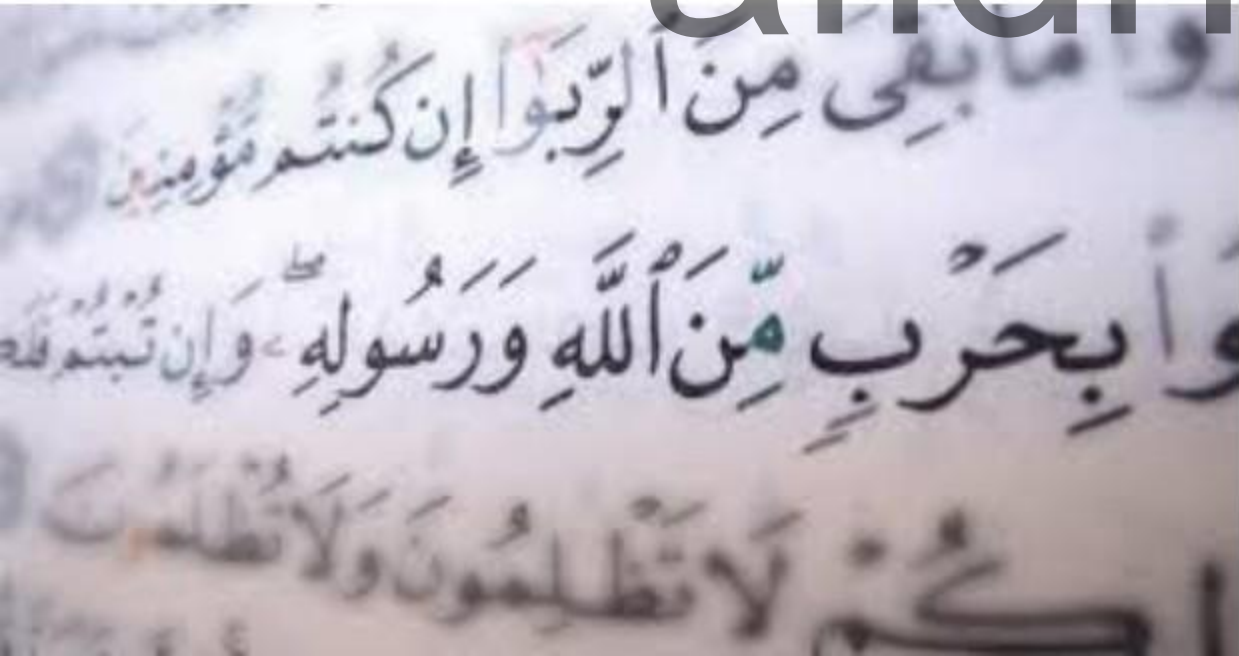 مَا بَقِىَ مِنَ ٱلرِّبَوٰٓا۟ إِن كُنتُم مُّؤْمِنِينَ
بِحَرْبٍ مِّنَ ٱللَّهِ وَرَسُولِهِۦ ۖ وَإِن تُبْتُمْ
لَا تَظْلِمُونَ وَلَا تُظْلَمُونَ